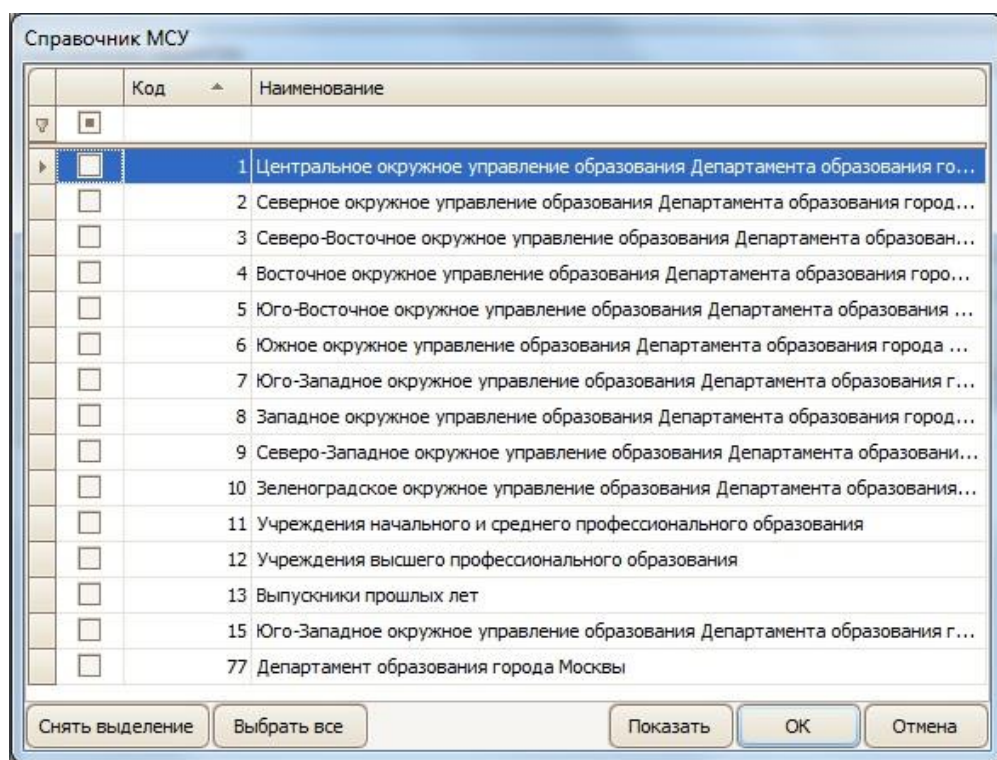 Справочник МСУ
Код Наименование
1 Центральное окружное управление образования Департамента образования го...
2 Северное окружное управление образования Департамента образования город...
3 Северо-Восточное окружное управление образования Департамента образован...
4 Восточное окружное управление образования Департамента образования горо...
5 Юго-Восточное окружное управление образования Департамента образования ...
6 Южное окружное управление образования Департамента образования города ...
7 Юго-Западное окружное управление образования Департамента образования г...
8 Западное окружное управление образования Департамента образования город...
9 Северо-Западное окружное управление образования Департамента образовани...
10 Зеленоградское окружное управление образования Департамента образования...
11 Учреждения начального и среднего профессионального образования
12 Учреждения высшего профессионального образования
13 Выпускники прошлых лет
15 Юго-Западное окружное управление образования Департамента образования г...
77 Департамент образования города Москвы
Снять выделение Выбрать все Показать ОК Отмена